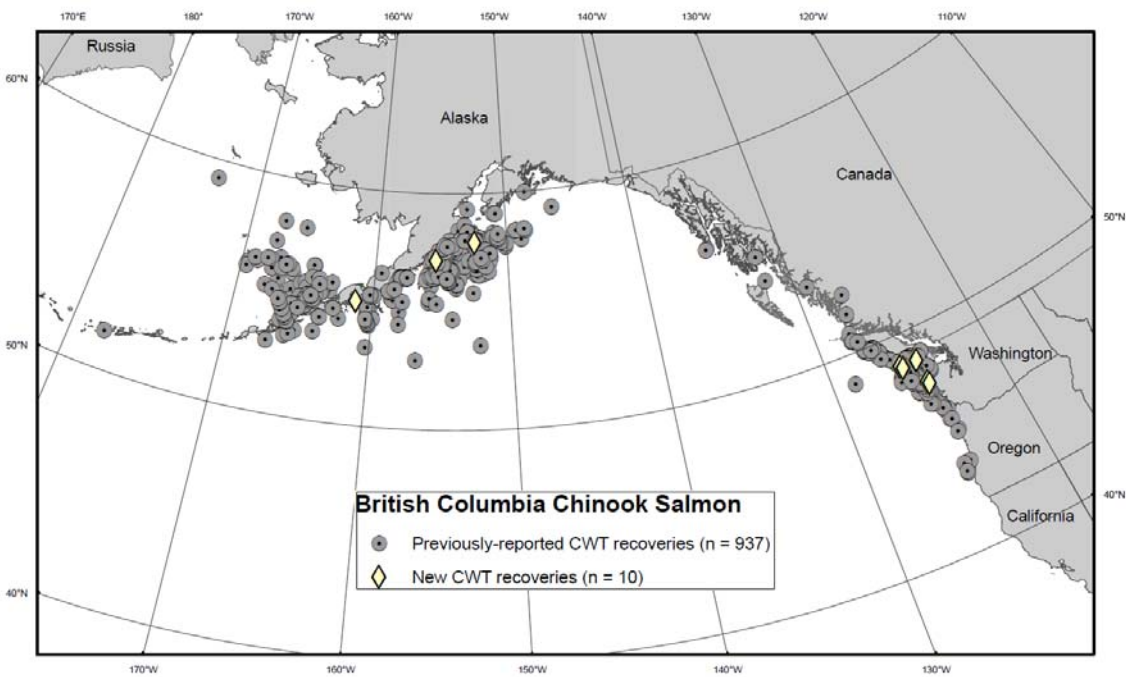 170°E 180° 170°W 160°W 150°W 140°W 130°W 120°W 110°W
Russia
60°N
Alaska
Canada
50°N
60°N
50°N
Washington
Oregon
40°N
California
British Columbia Chinook Salmon
Previously-reported CWT recoveries (n = 937)
New CWT recoveries (n = 10)
40°N
170°W 160°W 150°W 140°W 130°W